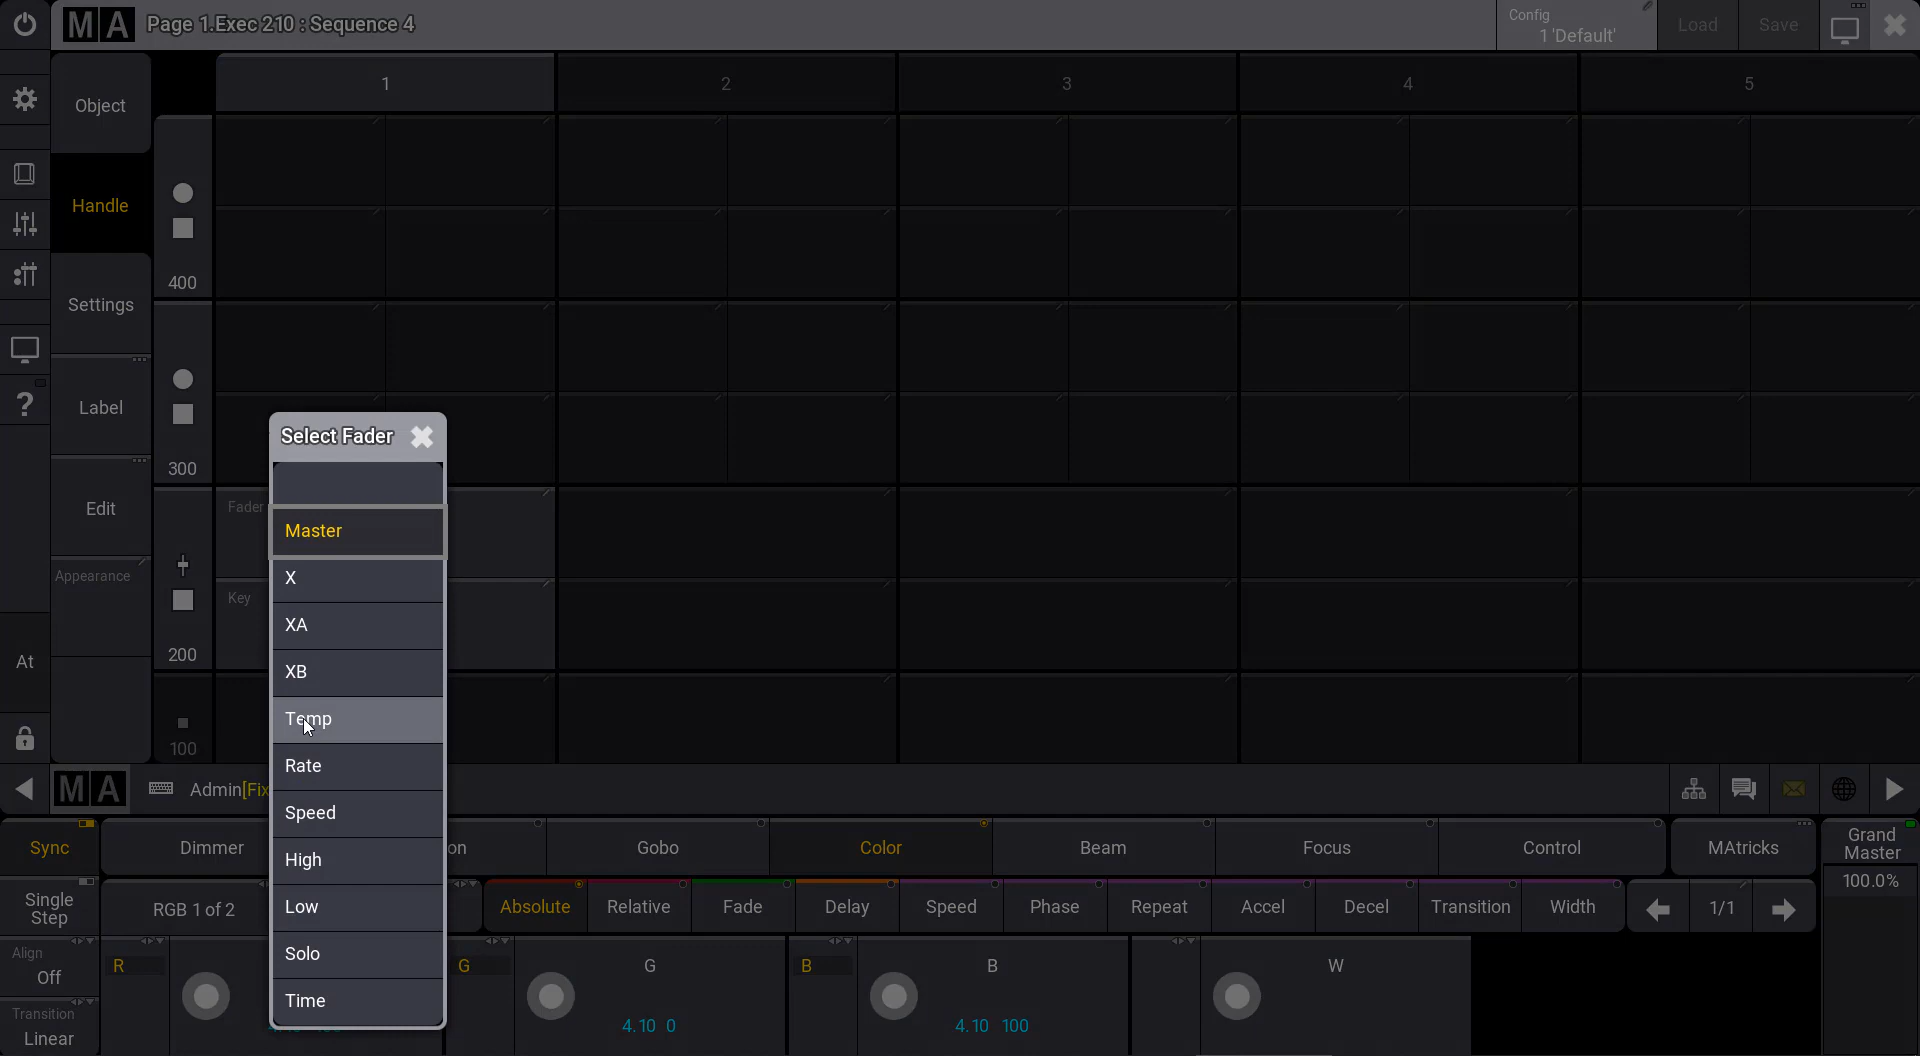 MA Page 1.Exec 210 : Sequence 4
Config
1 'Default'
Load
Save
Object
Handle
Settings
Label
Edit
Appearance
At
1
2
3
4
5
400
300
200
100
Fader
Key
Select Fader
Master
X
XA
XB
Temp
Rate
Speed
High
Low
Solo
Time
MA
Admin[Fix
Sync
Dimmer
on
Gobo
Color
Beam
Focus
Control
MAtricks
Grand
Master
100.0%
Single
Step
RGB 1 of 2
Absolute
Relative
Fade
Delay
Speed
Phase
Repeat
Accel
Decel
Transition
Width
1/1
Align
Off
Transition
Linear
R
G
G
4.10 0
B
B
4.10 100
W